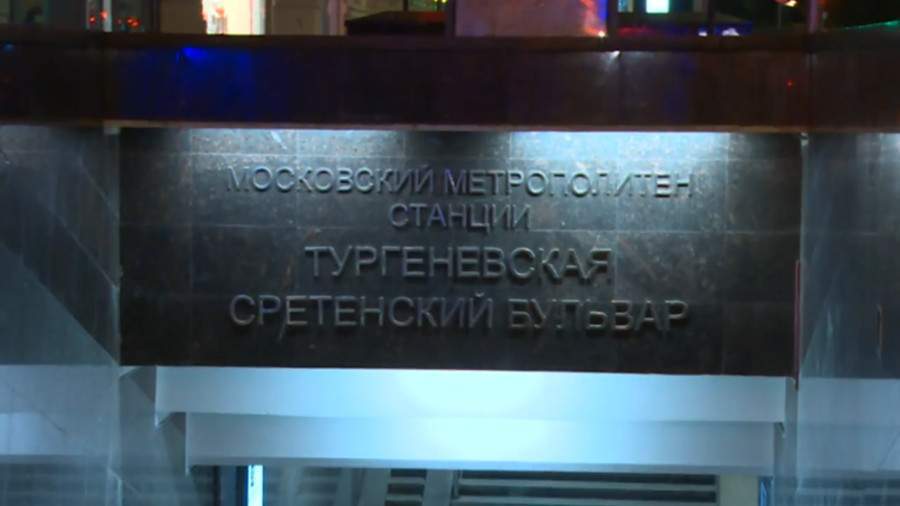 МОСКОВСКИЙ МЕТРОПОЛИТЕН
СТАНЦИИ
ТУРГЕНЕВСКАЯ
СРЕТЕНСКИЙ БУЛЬВАР